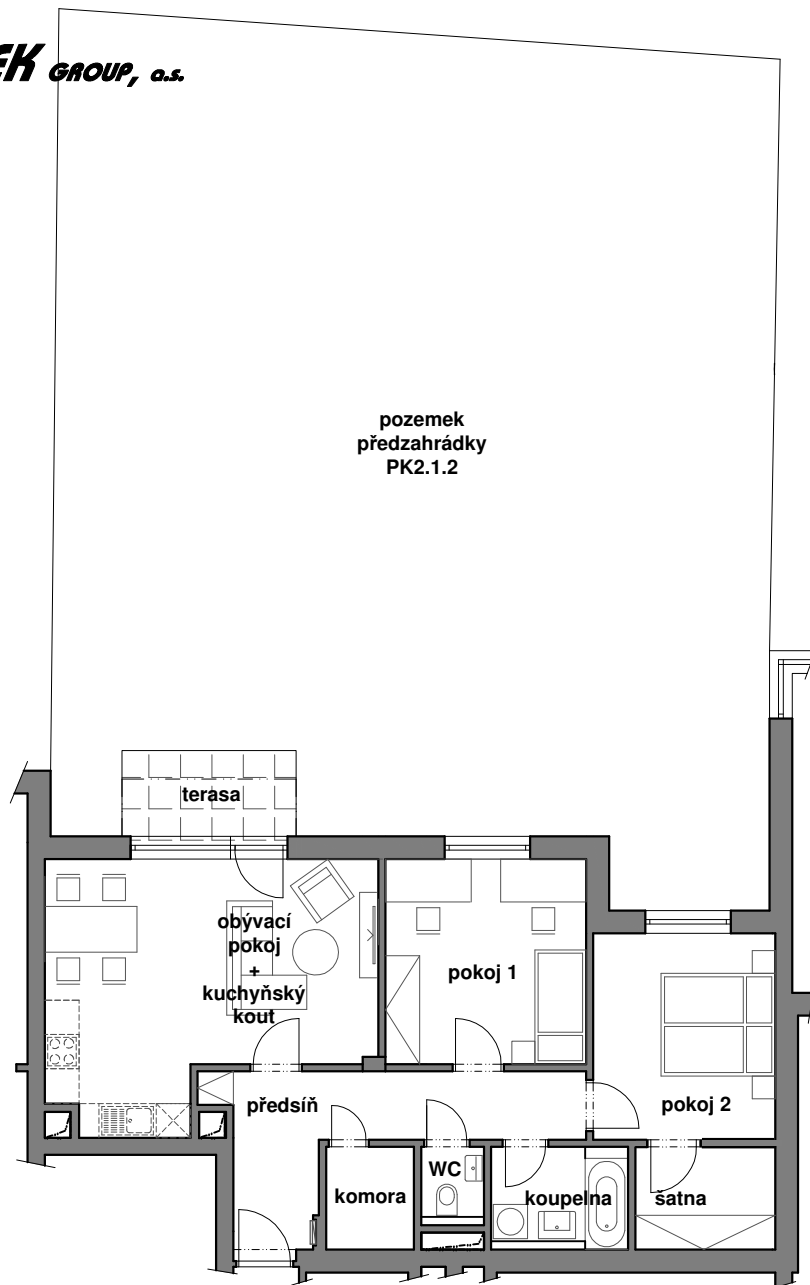 GROUP, a.s.
pozemek
předzahrádky
PK2.1.2
terasa
obývací
pokoj
+
kuchyňský
kout
pokoj 1
pokoj 2
předsíň
WC
komora
koupelna
šatna